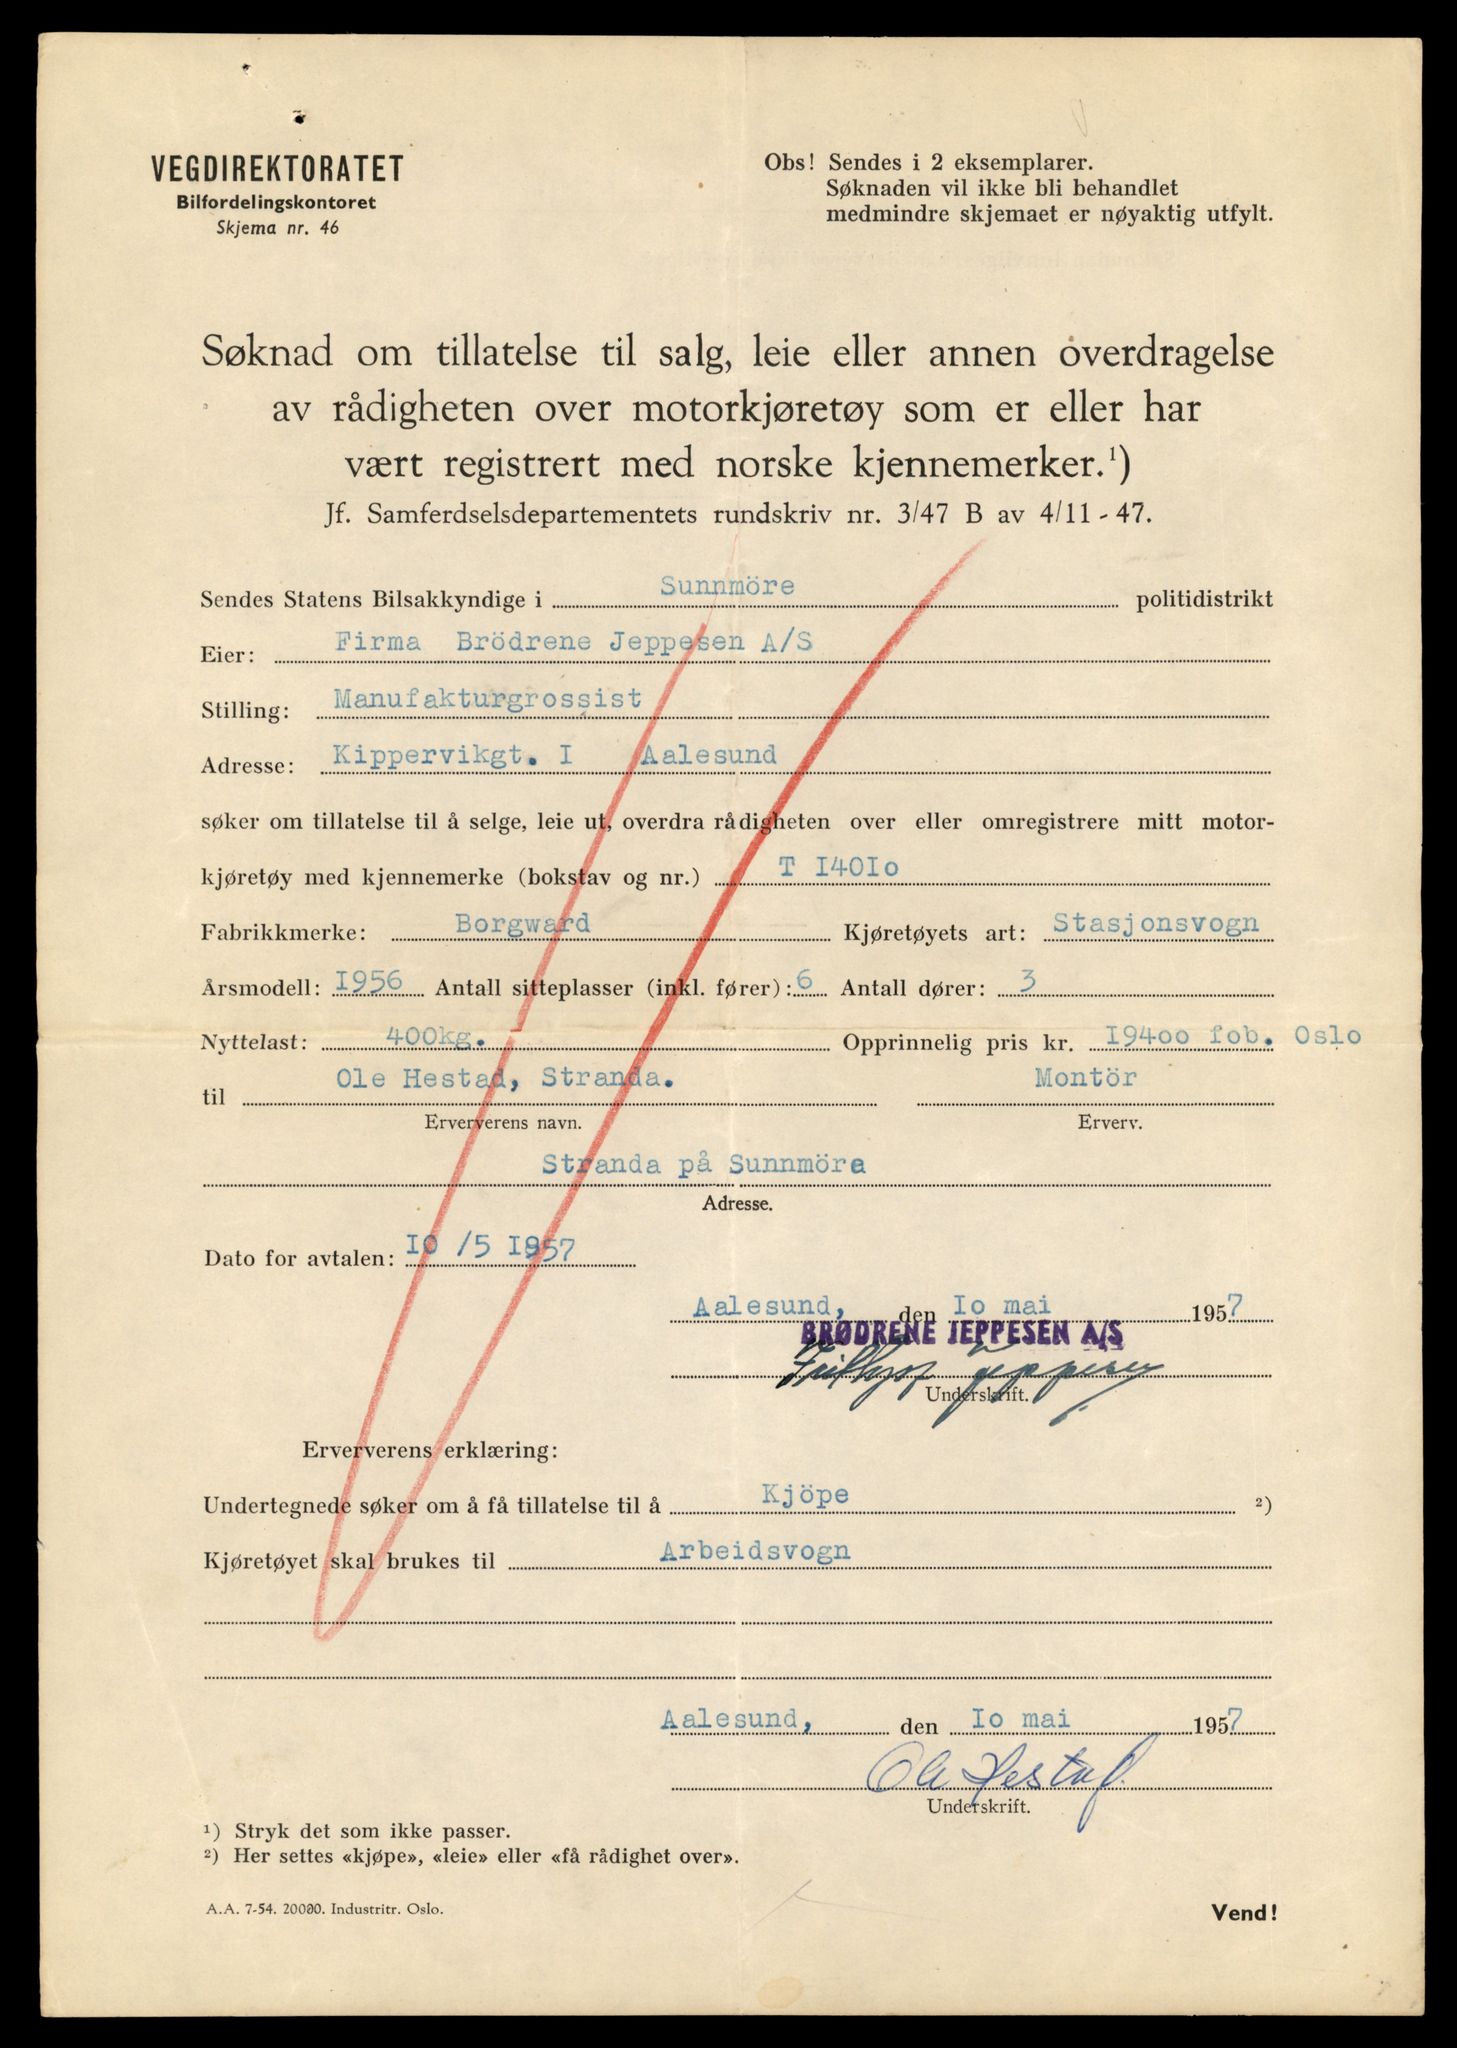 VEGDIREKTORATET
Bilfordelingskontoret
Skjema nr. 46
Obs! Sendes i 2 eksemplarer.
Søknaden vil ikke bli behandlet
medmindre skjemaet er nøyaktig utfylt.
Søknad om tillatelse til salg, leie eller annen overdragelse
av rådigheten over motorkjøretøy som er eller har
vært registrert med norske kjennemerker.¹)
Jf. Samferdselsdepartementets rundskriv nr. 3/47 B av 4/11 - 47.
Sendes Statens Bilsakkyndige i Sunnmöre politidistrikt
Eier: Firma Brödrene Jeppesen A/S
Stilling: Manufakturgrossist
Adresse: Kippervikgt. I Aalesund
søker om tillatelse til å selge, leie ut, overdra rådigheten over eller omregistrere mitt motor-
kjøretøy med kjennemerke (bokstav og nr.) T I40Io
Fabrikkmerke: Borgward Kjøretøyets art: Stasjonsvogn
Årsmodell: I956 Antall sitteplasser (inkl. fører): 6 Antall dører: 3
Nyttelast: 400kg. Opprinnelig pris kr. I9400 fob. Oslo
til Ole Hestad, Stranda. Montör
Erververens navn. Erverv.
Stranda på Sunnmöre
Adresse.
Dato for avtalen: I0 /5 I957
Aalesund, den Io mai 1957
BRØDRENE JEPPESEN A/S
Jeppesen
Underskrift.
Erververens erklæring:
Undertegnede søker om å få tillatelse til å Kjöpe ²)
Kjøretøyet skal brukes til Arbeidsvogn
Aalesund, den Io mai 1957
Ole Hestad.
Underskrift.
¹) Stryk det som ikke passer.
²) Her settes «kjøpe», «leie» eller «få rådighet over».
A.A. 7-54. 20000. Industritr. Oslo.
Vend!